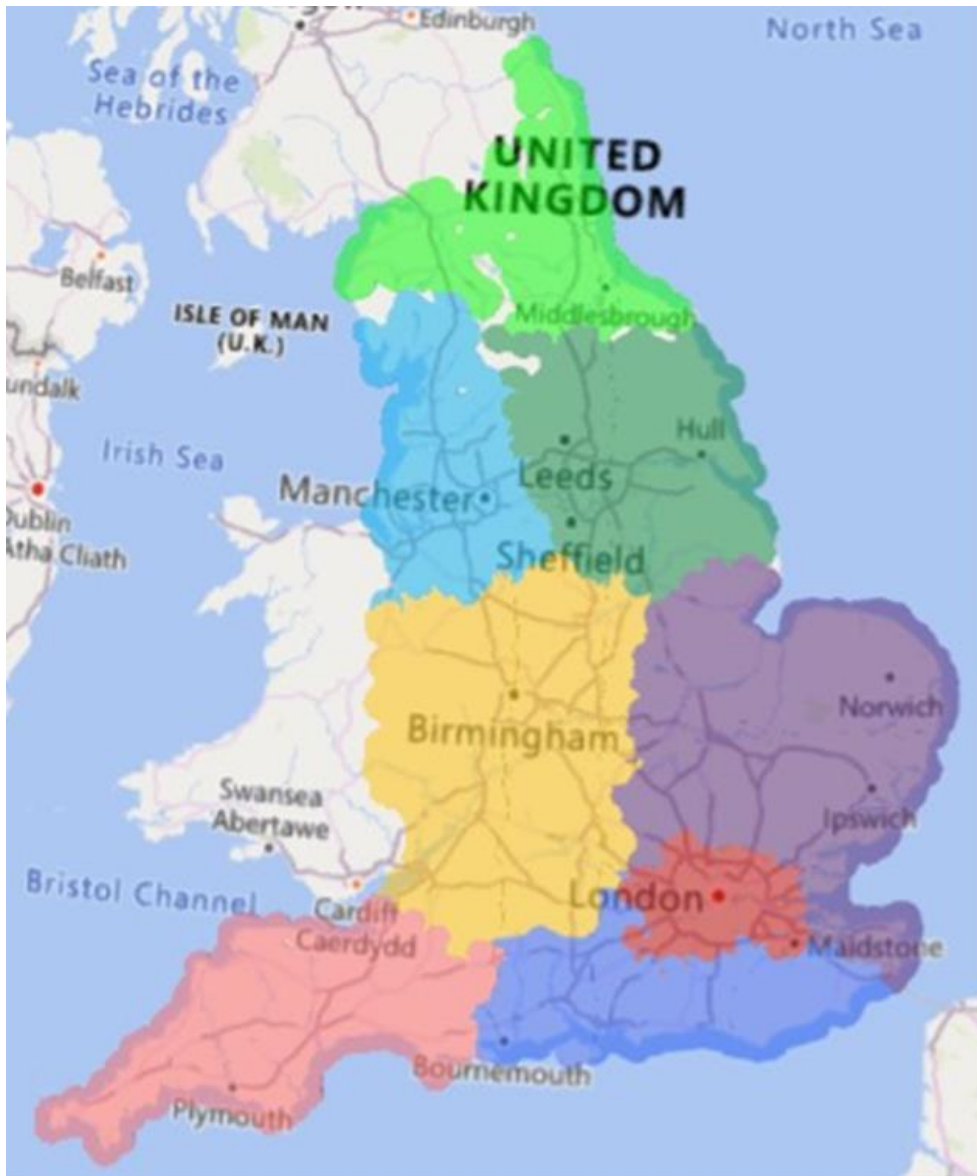 Edinburgh
North Sea
Sea of the
Hebrides
UNITED
KINGDOM
Belfast
ISLE OF MAN
(U.K.)
Middlesbrough
undalk
Irish Sea
Hull
Leeds
Manchester
Dublin
Atha Cliath
Sheffield
Norwich
Birmingham
Swansea
Abertawe
Ipswich
Bristol Channel
London
Cardiff
Caerdydd
Maidstone
Bournemouth
Plymouth